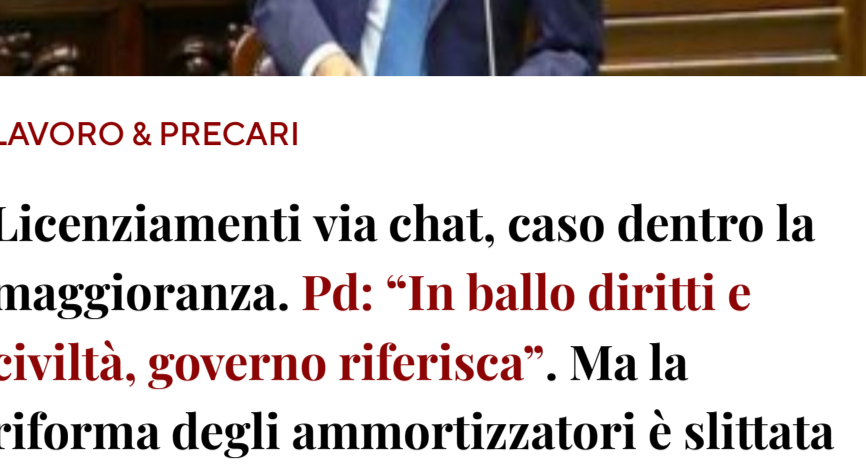 LAVORO & PRECARI
Licenziamenti via chat, caso dentro la
maggioranza. Pd: “In ballo diritti e
civiltà, governo riferisca”. Ma la
riforma degli ammortizzatori è slittata